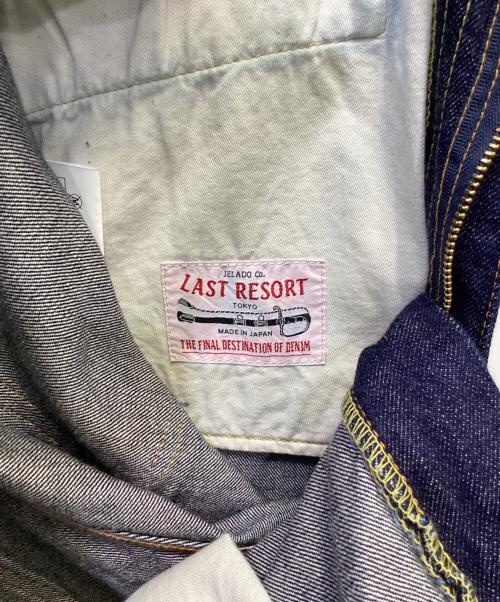 JELADO CO.
LAST RESORT
TOKYO
MADE IN JAPAN
THE FINAL DESTINATION OF DENIM